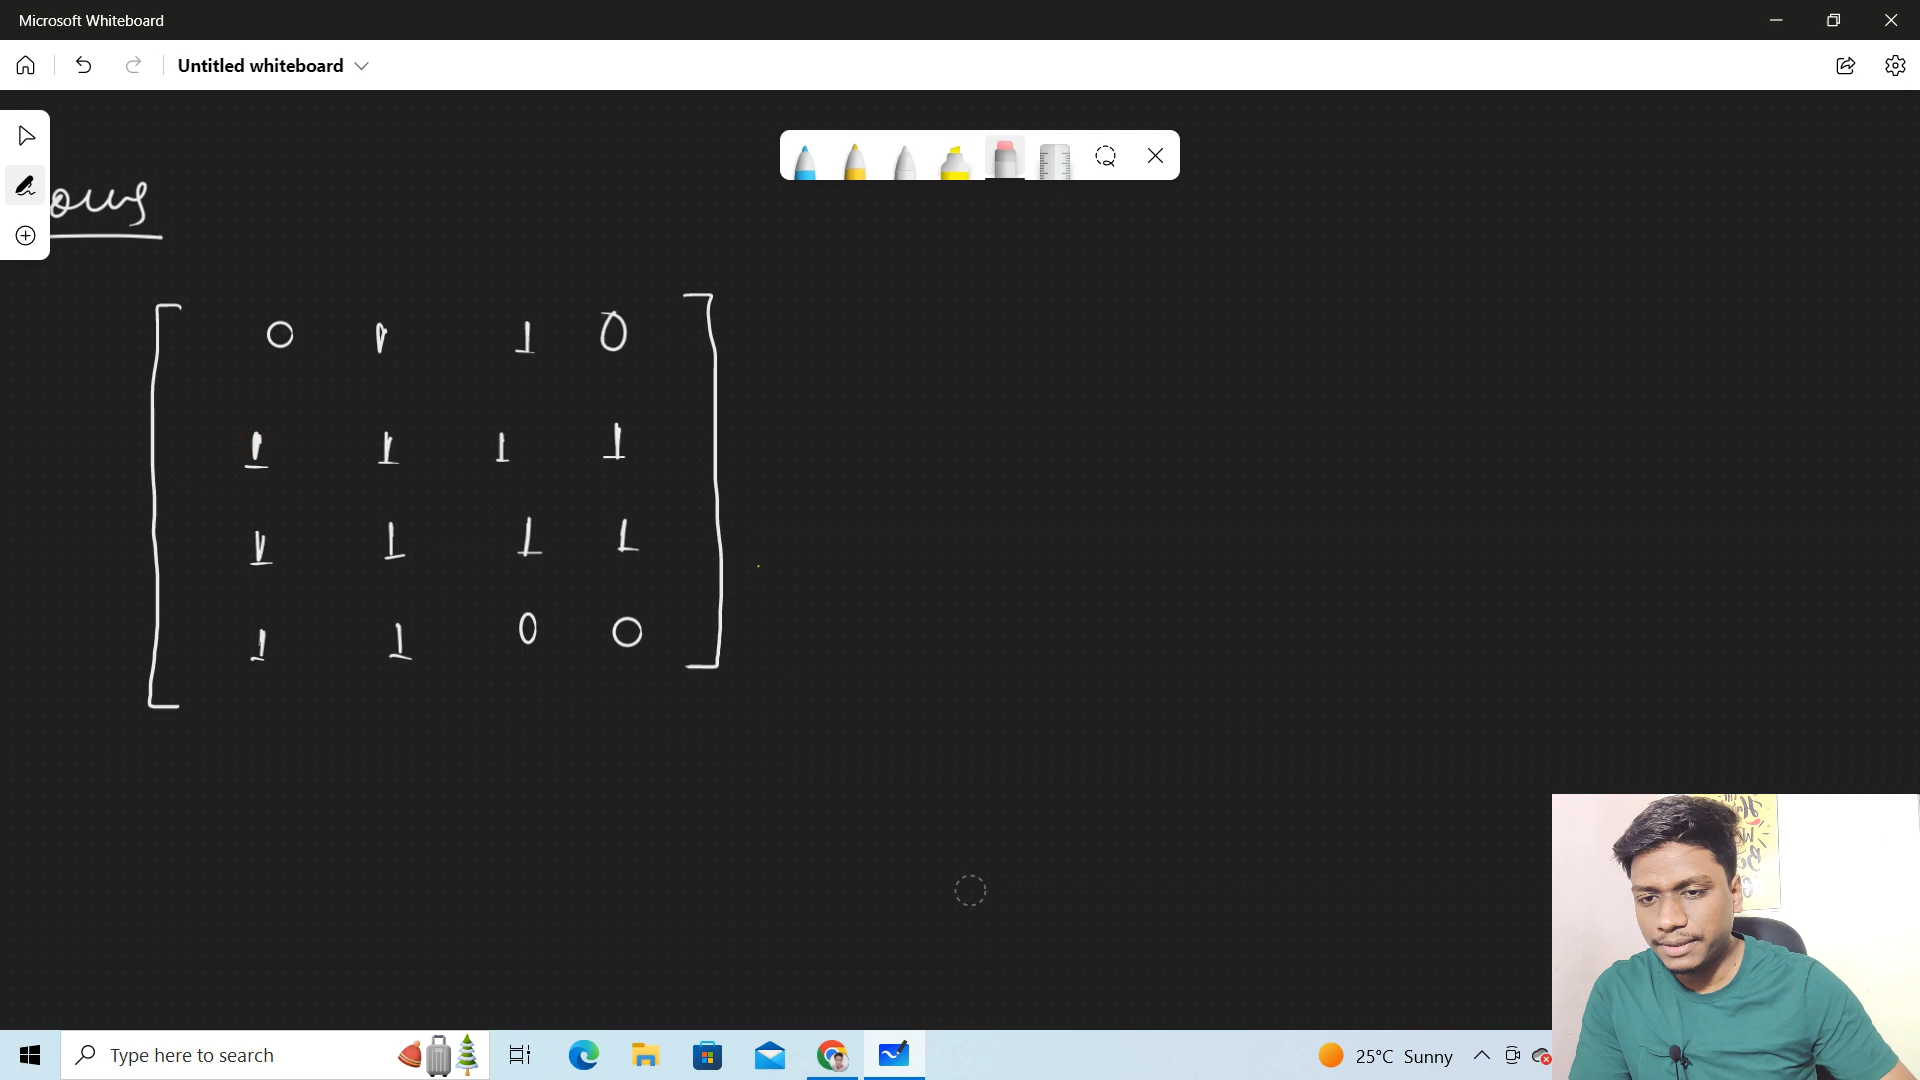 Microsoft Whiteboard
Untitled whiteboard
0 1 1 0
1 1 1 1
1 1 1 1
1 1 0 0
Type here to search
25°C Sunny